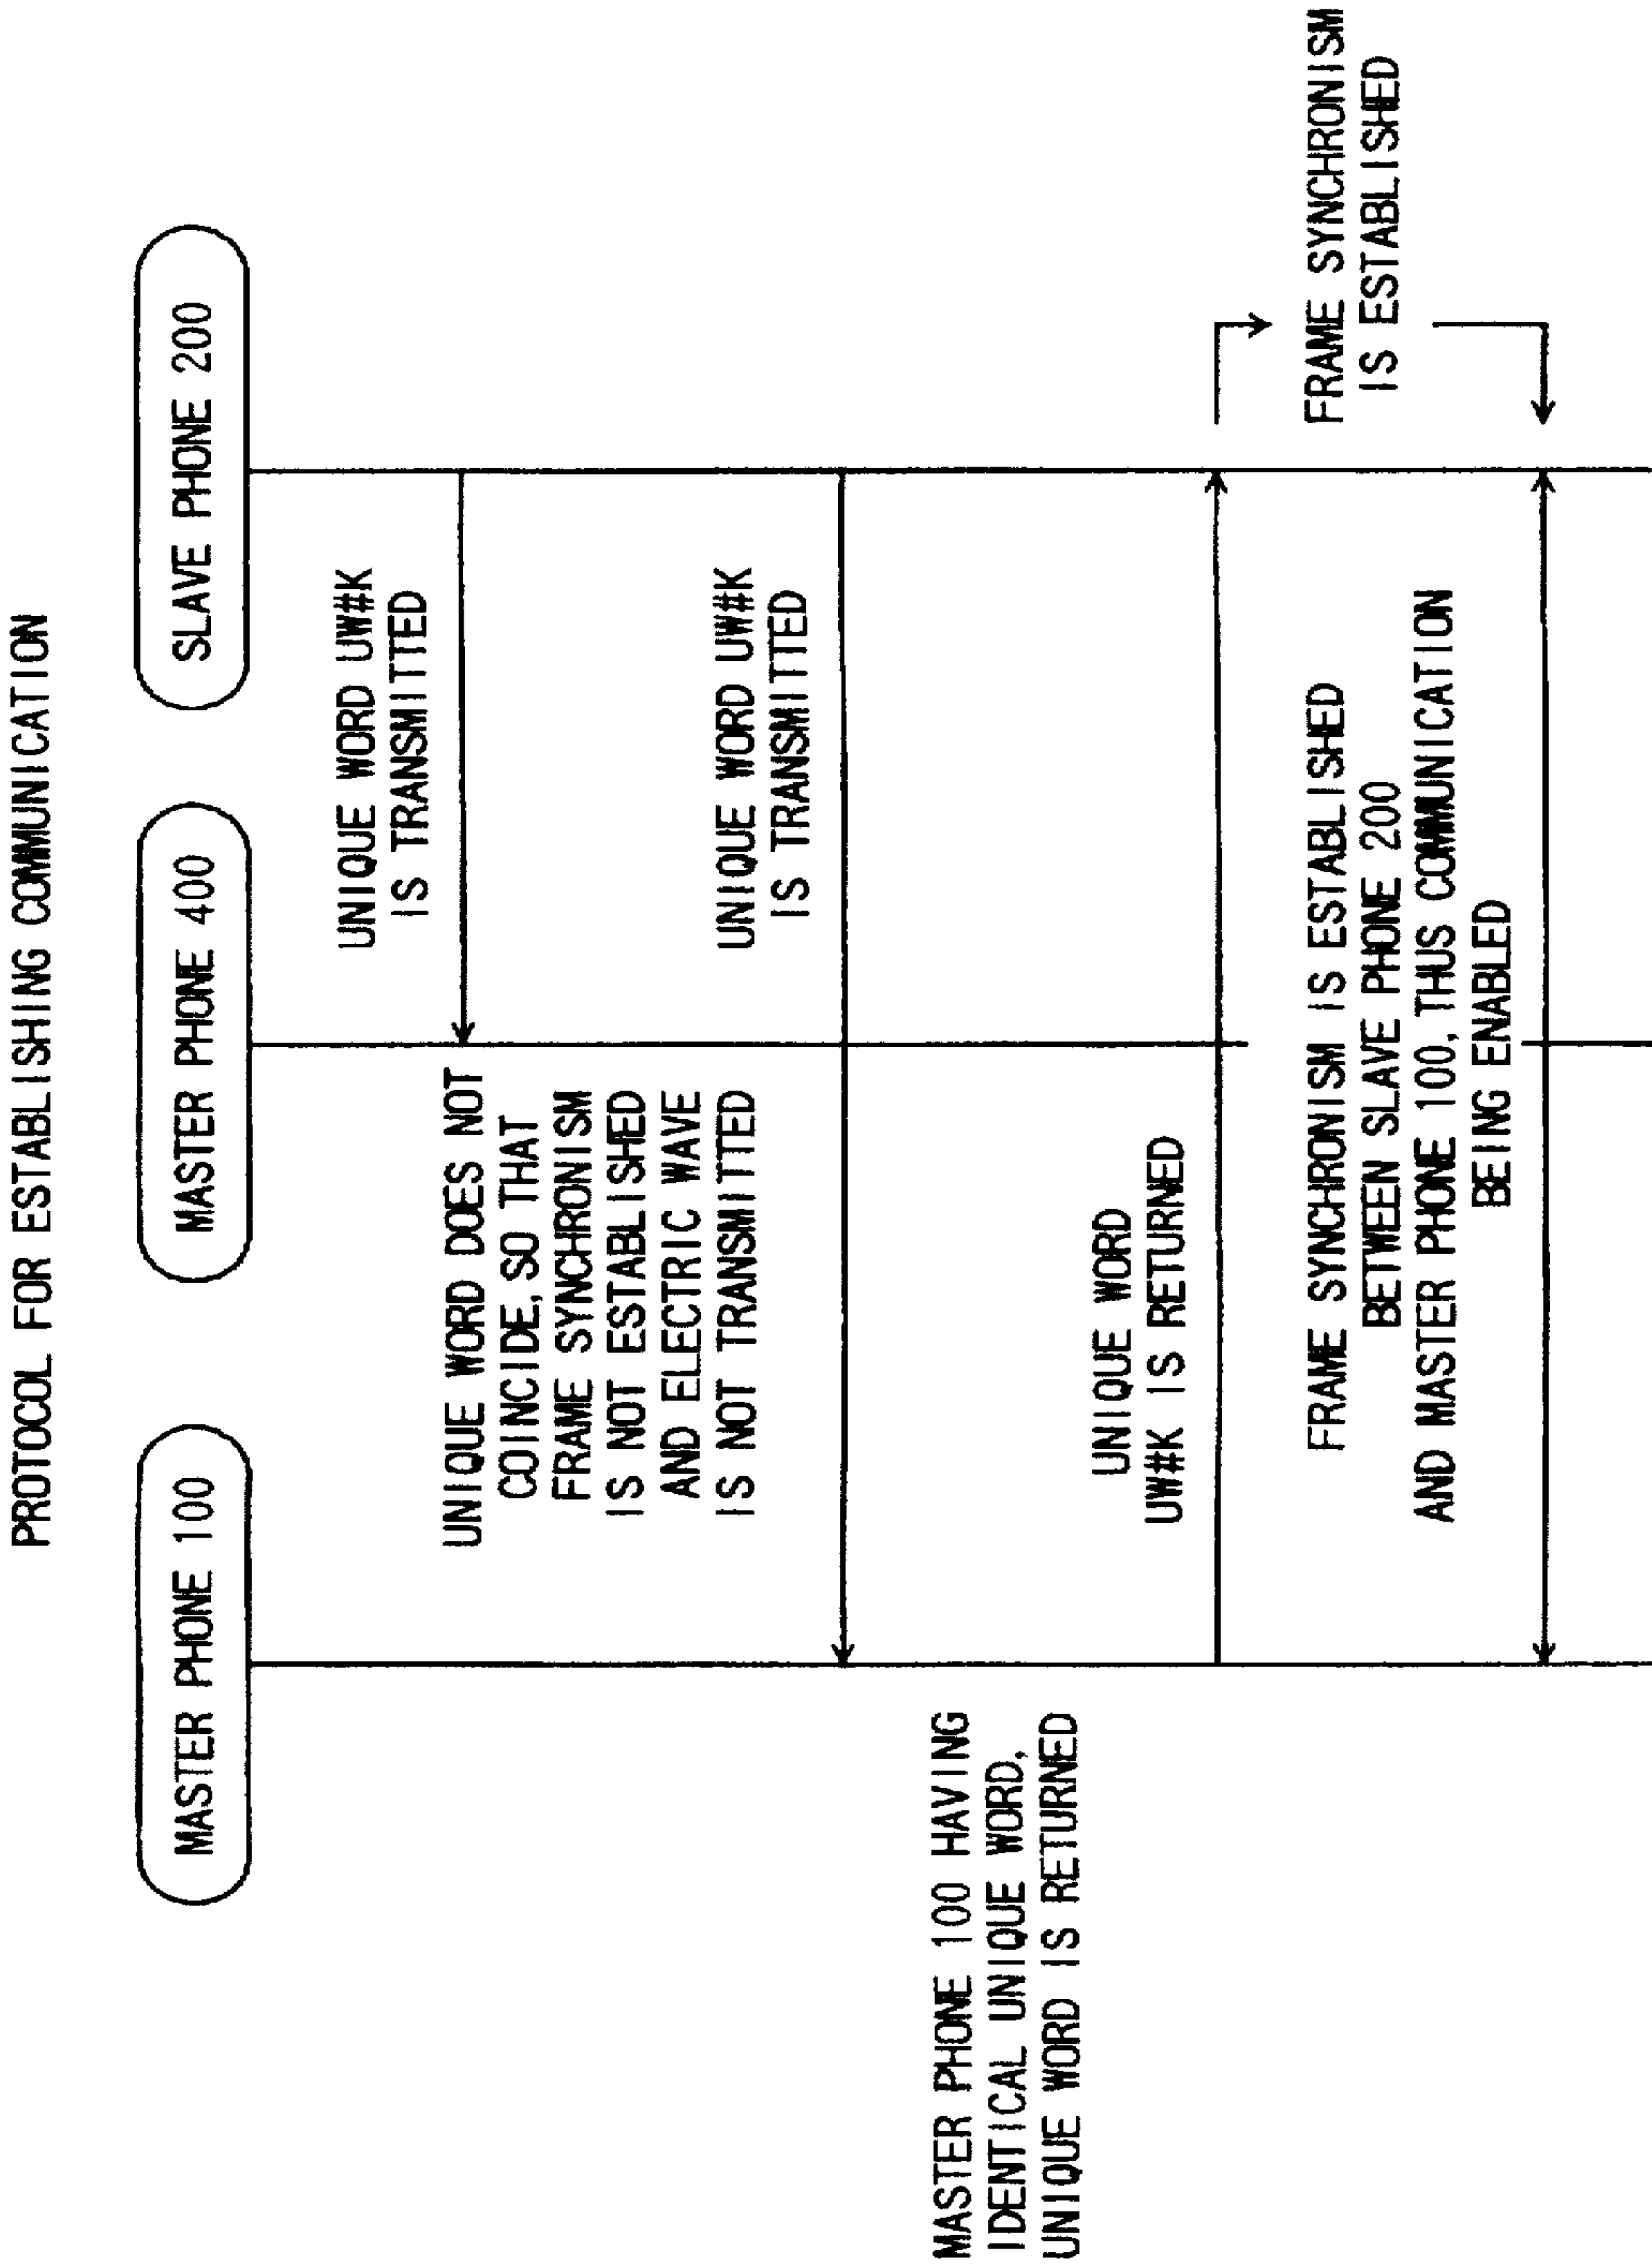 PROTOCOL FOR ESTABLISHING COMMUNICATION
MASTER PHONE 100
MASTER PHONE 400
SLAVE PHONE 200
UNIQUE WORD UW#K
IS TRANSMITTED
UNIQUE WORD DOES NOT
COINCIDE, SO THAT
FRAME SYNCHRONISM
IS NOT ESTABLISHED
AND ELECTRIC WAVE
IS NOT TRANSMITTED
UNIQUE WORD UW#K
IS TRANSMITTED
MASTER PHONE 100 HAVING
IDENTICAL UNIQUE WORD,
UNIQUE WORD IS RETURNED
UNIQUE WORD
UW#K IS RETURNED
FRAME SYNCHRONISM
IS ESTABLISHED
FRAME SYNCHRONISM IS ESTABLISHED
BETWEEN SLAVE PHONE 200
AND MASTER PHONE 100, THUS COMMUNICATION
BEING ENABLED